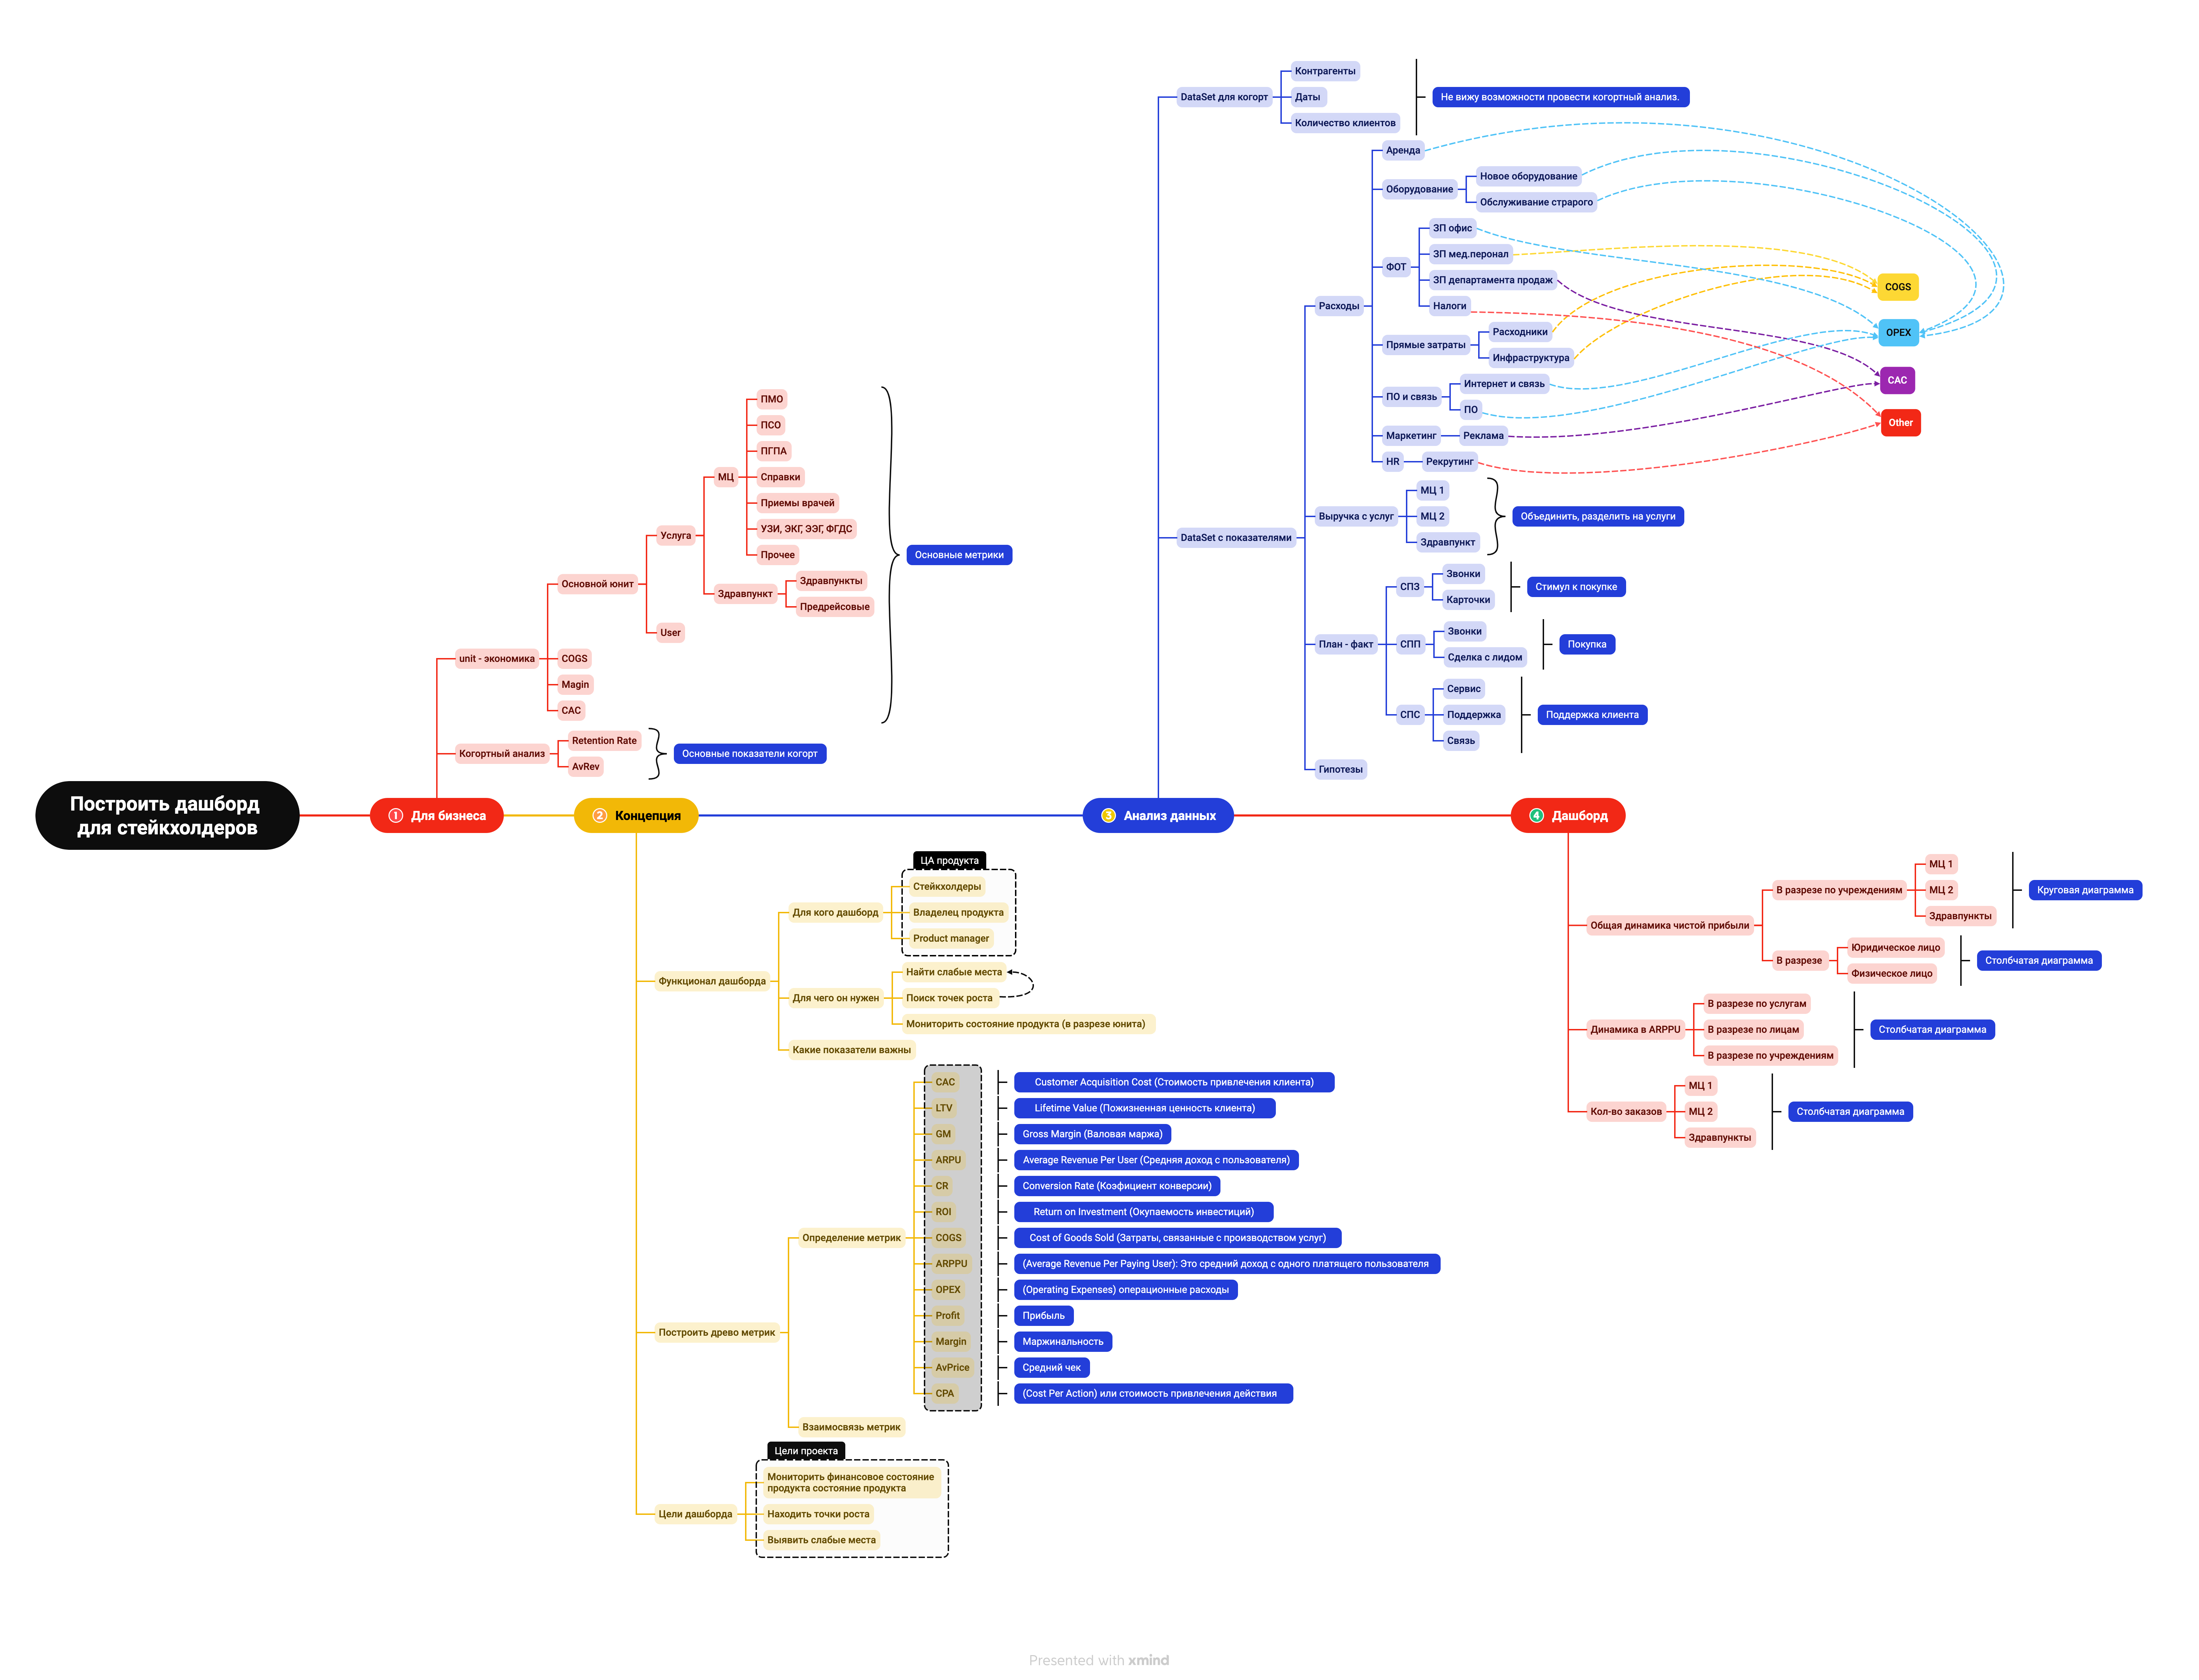 Построить дашборд
для стейкхолдеров
1 Для бизнеса
unit - экономика
Основной юнит
Услуга
МЦ
ПМО
ПСО
ПГПА
Справки
Приемы врачей
УЗИ, ЭКГ, ЭЭГ, ФГДС
Прочее
Здравпункт
Здравпункты
Предрейсовые
User
COGS
Magin
CAC
Основные метрики
Когортный анализ
Retention Rate
AvRev
Основные показатели когорт
2 Концепция
Функционал дашборда
Для кого дашборд
ЦА продукта
Стейкхолдеры
Владелец продукта
Product manager
Для чего он нужен
Найти слабые места
Поиск точек роста
Мониторить состояние продукта (в разрезе юнита)
Какие показатели важны
Построить древо метрик
Определение метрик
CAC
Customer Acquisition Cost (Стоимость привлечения клиента)
LTV
Lifetime Value (Пожизненная ценность клиента)
GM
Gross Margin (Валовая маржа)
ARPU
Average Revenue Per User (Средняя доход с пользователя)
CR
Conversion Rate (Коэфициент конверсии)
ROI
Return on Investment (Окупаемость инвестиций)
COGS
Cost of Goods Sold (Затраты, связанные с производством услуг)
ARPPU
(Average Revenue Per Paying User): Это средний доход с одного платящего пользователя
OPEX
(Operating Expenses) операционные расходы
Profit
Прибыль
Margin
Маржинальность
AvPrice
Средний чек
CPA
(Cost Per Action) или стоимость привлечения действия
Взаимосвязь метрик
Цели дашборда
Цели проекта
Мониторить финансовое состояние
продукта состояние продукта
Находить точки роста
Выявить слабые места
3 Анализ данных
DataSet для когорт
Контрагенты
Даты
Количество клиентов
Не вижу возможности провести когортный анализ.
DataSet с показателями
Расходы
Аренда
Оборудование
Новое оборудование
Обслуживание страрого
ФОТ
ЗП офис
ЗП мед.перонал
ЗП департамента продаж
Налоги
Прямые затраты
Расходники
Инфраструктура
ПО и связь
Интернет и связь
ПО
Маркетинг
Реклама
HR
Рекрутинг
COGS
OPEX
CAC
Other
Выручка с услуг
МЦ 1
МЦ 2
Здравпункт
Объединить, разделить на услуги
План - факт
СПЗ
Звонки
Карточки
Стимул к покупке
СПП
Звонки
Сделка с лидом
Покупка
СПС
Сервис
Поддержка
Связь
Поддержка клиента
Гипотезы
4 Дашборд
Общая динамика чистой прибыли
В разрезе по учреждениям
МЦ 1
МЦ 2
Здравпункты
Круговая диаграмма
В разрезе
Юридическое лицо
Физическое лицо
Столбчатая диаграмма
Динамика в ARPPU
В разрезе по услугам
В разрезе по лицам
В разрезе по учреждениям
Столбчатая диаграмма
Кол-во заказов
МЦ 1
МЦ 2
Здравпункты
Столбчатая диаграмма
Presented with xmind